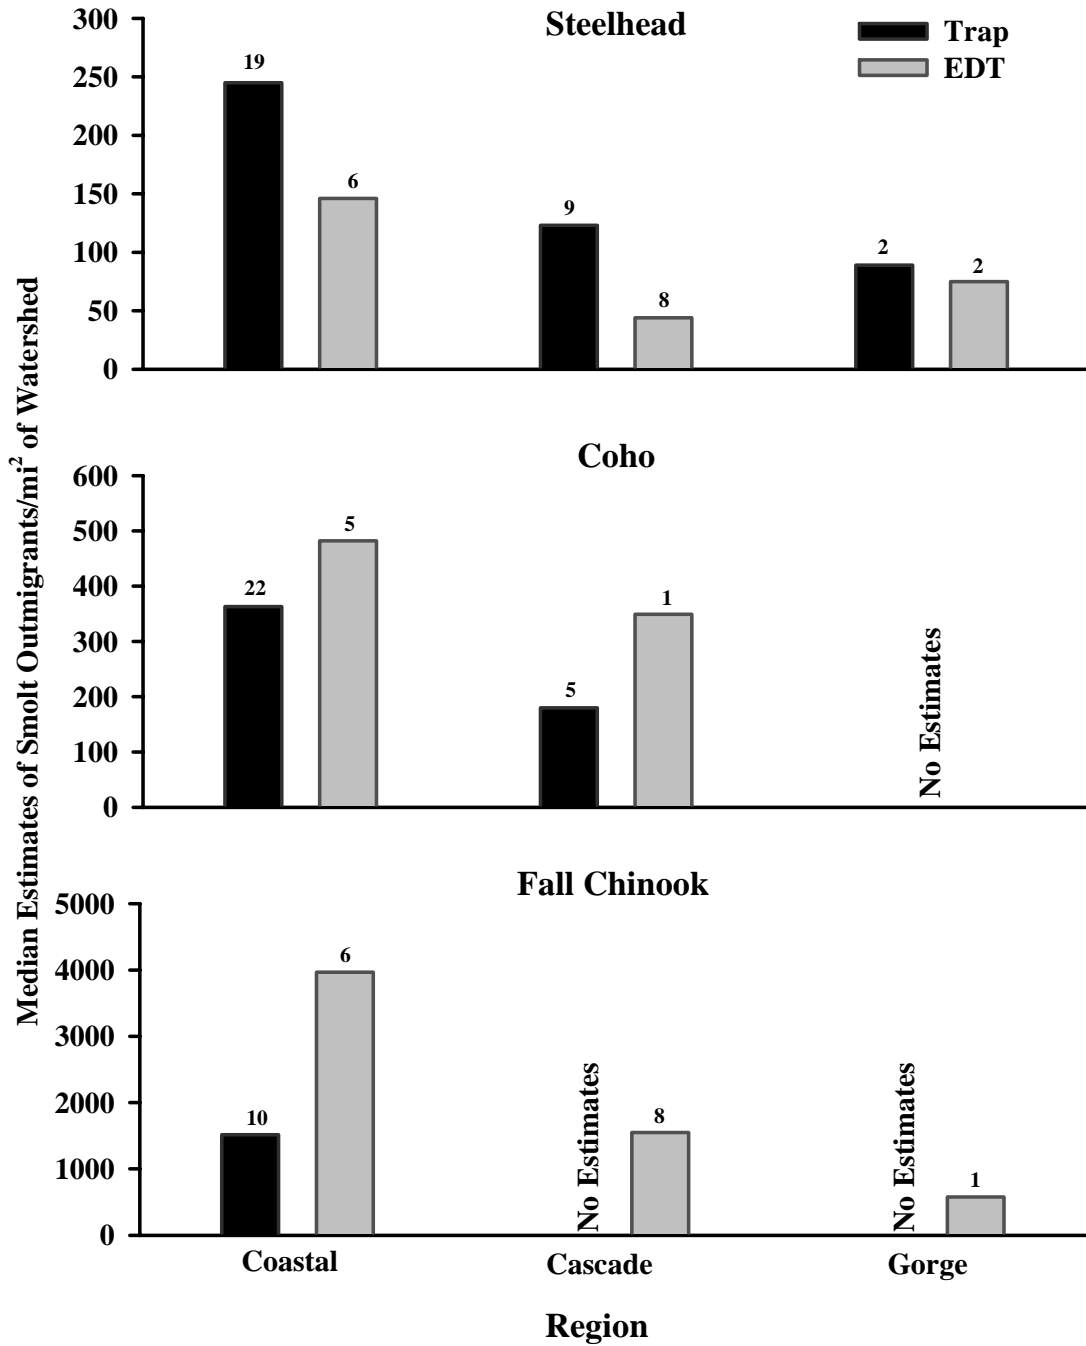 Median Estimates of Smolt Outmigrants/mi² of Watershed
Steelhead
Trap
EDT
300
250
200
150
100
50
0
19
6
9
8
2
2
Coho
600
500
400
300
200
100
0
22
5
5
1
No Estimates
Fall Chinook
5000
4000
3000
2000
1000
0
10
6
No Estimates
8
No Estimates
1
Coastal
Cascade
Gorge
Region